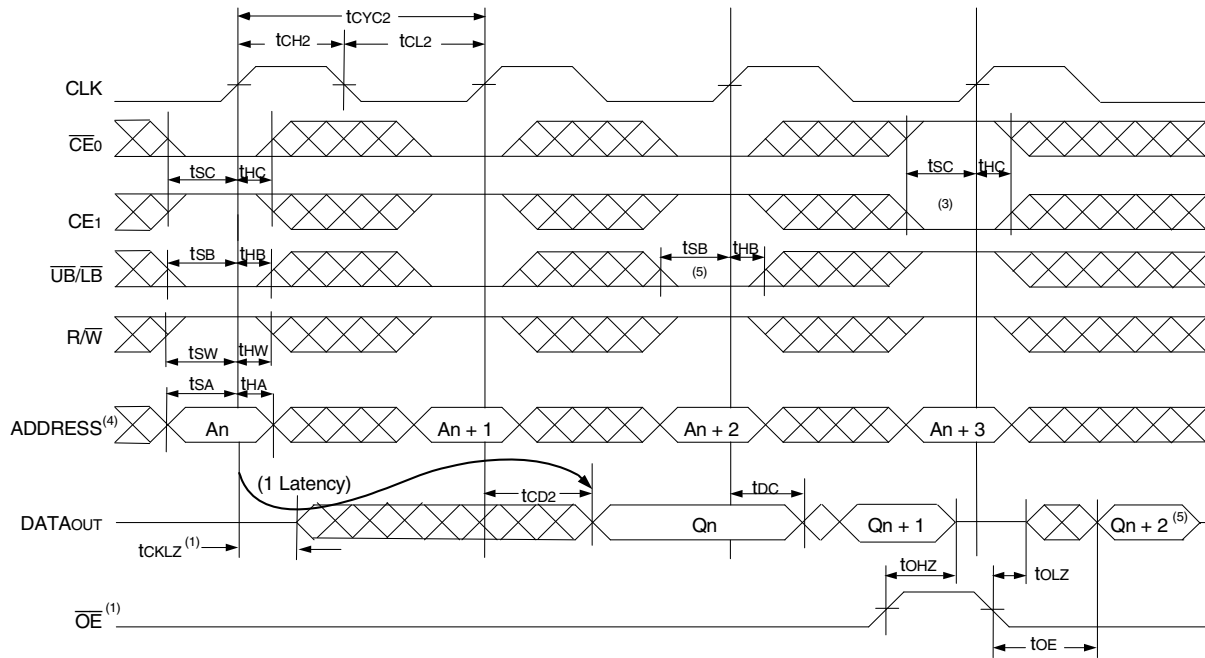 tCYC2
tCH2
tCL2
CLK
CE0
tSC
tHC
tSC
tHC
(3)
CE1
tSB
tHB
tSB
tHB
(5)
UB/LB
R/W
tSW
tHW
tSA
tHA
ADDRESS(4)
An
An + 1
An + 2
An + 3
(1 Latency)
tCD2
tDC
DATAOUT
Qn
Qn + 1
Qn + 2 (5)
tCKLZ (1)
tOHZ
tOLZ
OE (1)
tOE